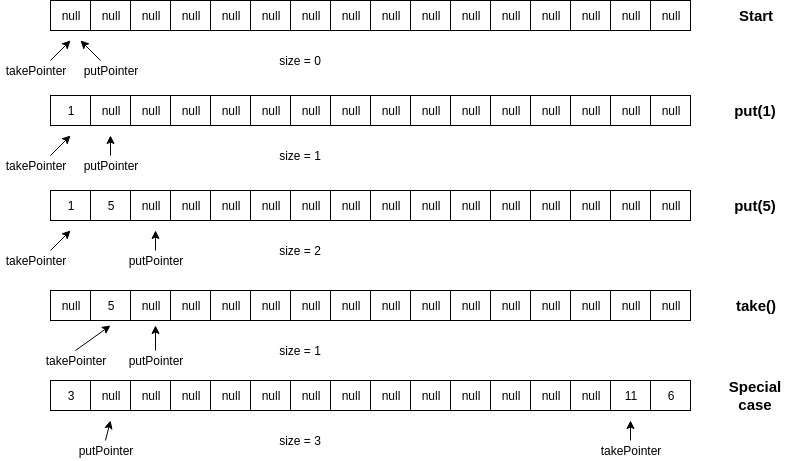 null null null null null null null null null null null null null null null null Start
takePointer putPointer size = 0
1 null null null null null null null null null null null null null null null put(1)
takePointer putPointer size = 1
1 5 null null null null null null null null null null null null null null put(5)
takePointer putPointer size = 2
null 5 null null null null null null null null null null null null null null take()
takePointer putPointer size = 1
3 null null null null null null null null null null null null null 11 6 Special case
putPointer size = 3 takePointer